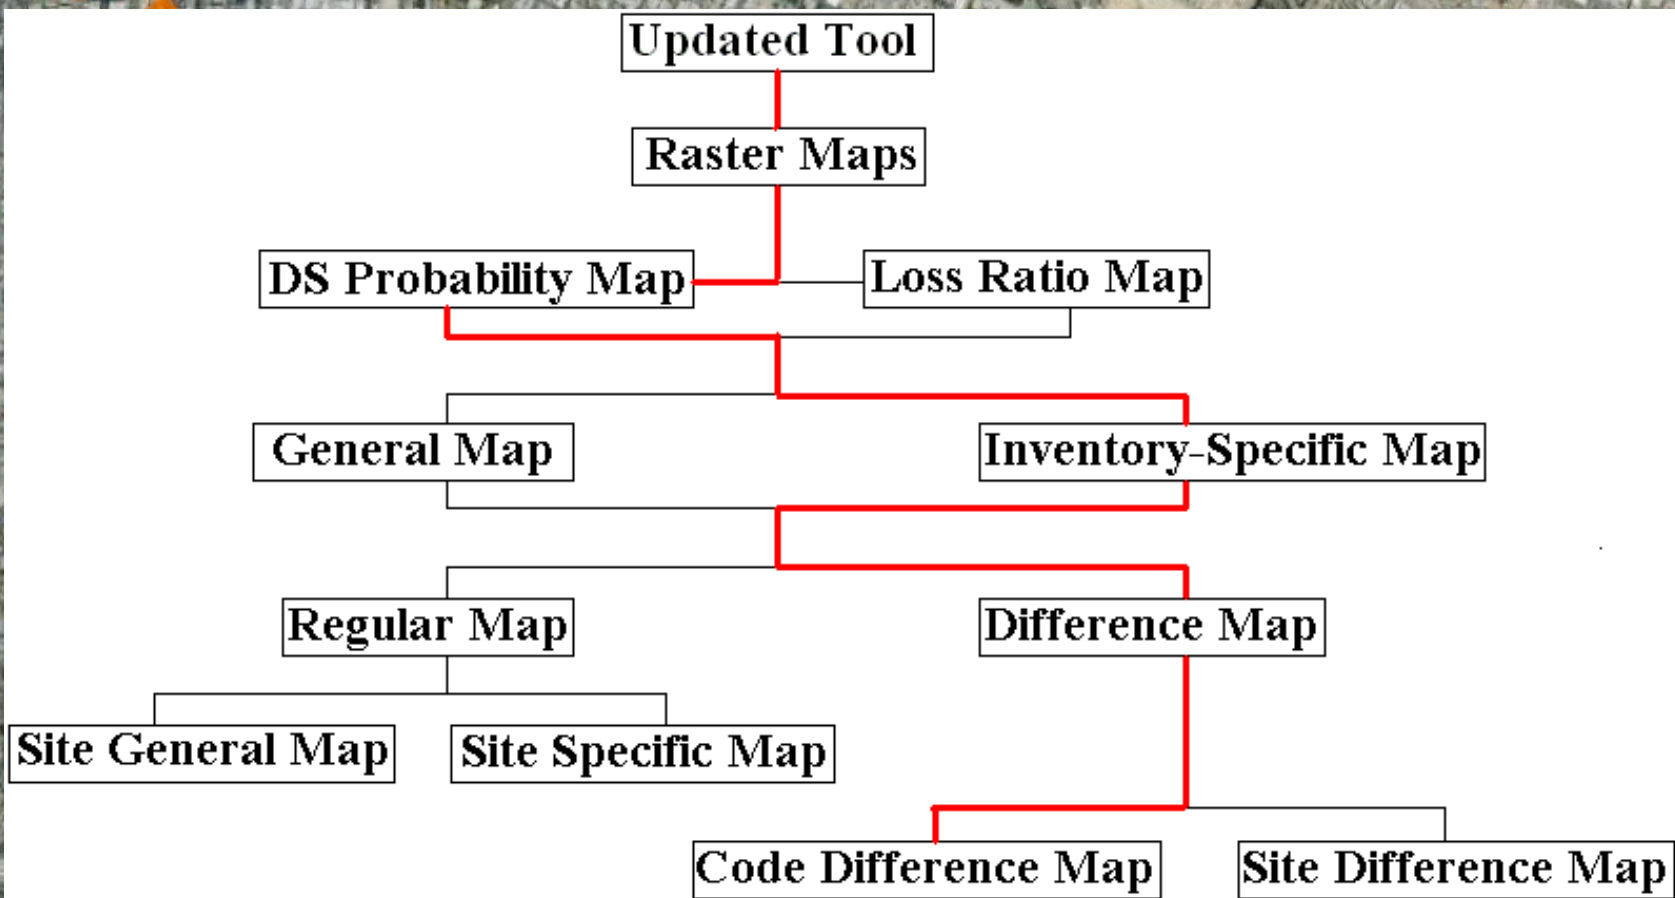 Updated Tool
Raster Maps
DS Probability Map
Loss Ratio Map
General Map
Inventory-Specific Map
Regular Map
Difference Map
Site General Map
Site Specific Map
Code Difference Map
Site Difference Map